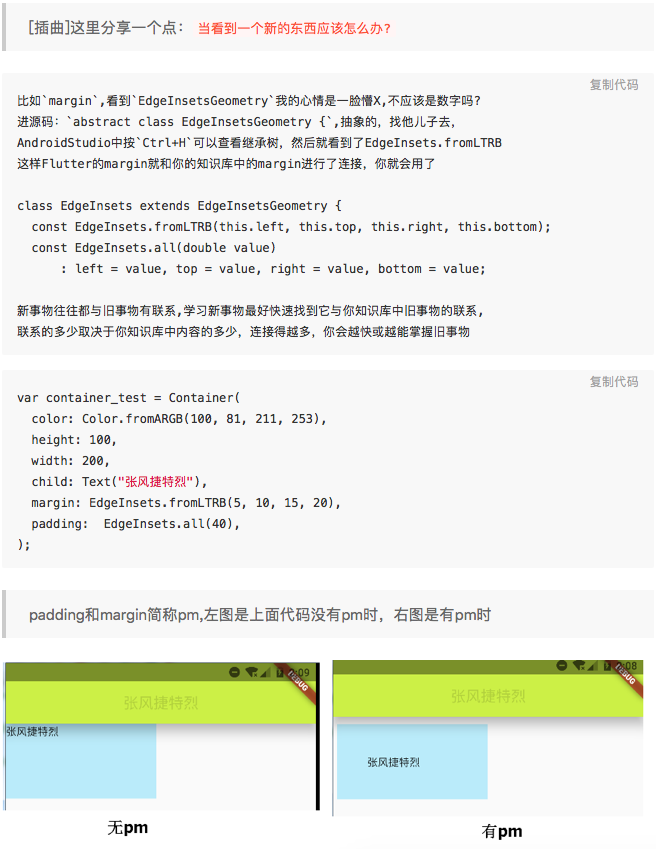 [插曲]这里分享一个点： 当看到一个新的东西应该怎么办?
复制代码
比如`margin`,看到`EdgeInsetsGeometry`我的心情是一脸懵X,不应该是数字吗?
进源码：`abstract class EdgeInsetsGeometry {`,抽象的，找他儿子去，
AndroidStudio中按`Ctrl+H`可以查看继承树，然后就看到了EdgeInsets.fromLTRB
这样Flutter的margin就和你的知识库中的margin进行了连接，你就会用了
class EdgeInsets extends EdgeInsetsGeometry {
const EdgeInsets.fromLTRB(this.left, this.top, this.right, this.bottom);
const EdgeInsets.all(double value)
: left = value, top = value, right = value, bottom = value;
新事物往往都与旧事物有联系,学习新事物最好快速找到它与你知识库中旧事物的联系,
联系的多少取决于你知识库中内容的多少，连接得越多，你会越快或越能掌握旧事物
复制代码
var container_test = Container(
color: Color.fromARGB(100, 81, 211, 253),
height: 100,
width: 200,
child: Text("张风捷特烈"),
margin: EdgeInsets.fromLTRB(5, 10, 15, 20),
padding:  EdgeInsets.all(40),
);
padding和margin简称pm,左图是上面代码没有pm时，右图是有pm时
张风捷特烈
张风捷特烈
无pm
张风捷特烈
张风捷特烈
有pm